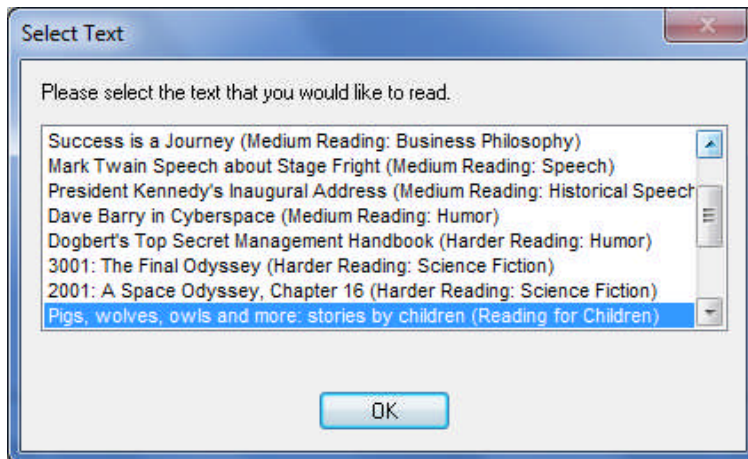 Select Text
Please select the text that you would like to read.
Success is a Journey (Medium Reading: Business Philosophy)
Mark Twain Speech about Stage Fright (Medium Reading: Speech)
President Kennedy's Inaugural Address (Medium Reading: Historical Speech
Dave Barry in Cyberspace (Medium Reading: Humor)
Dogbert's Top Secret Management Handbook (Harder Reading: Humor)
3001: The Final Odyssey (Harder Reading: Science Fiction)
2001: A Space Odyssey, Chapter 16 (Harder Reading: Science Fiction)
Pigs, wolves, owls and more: stories by children (Reading for Children)
OK